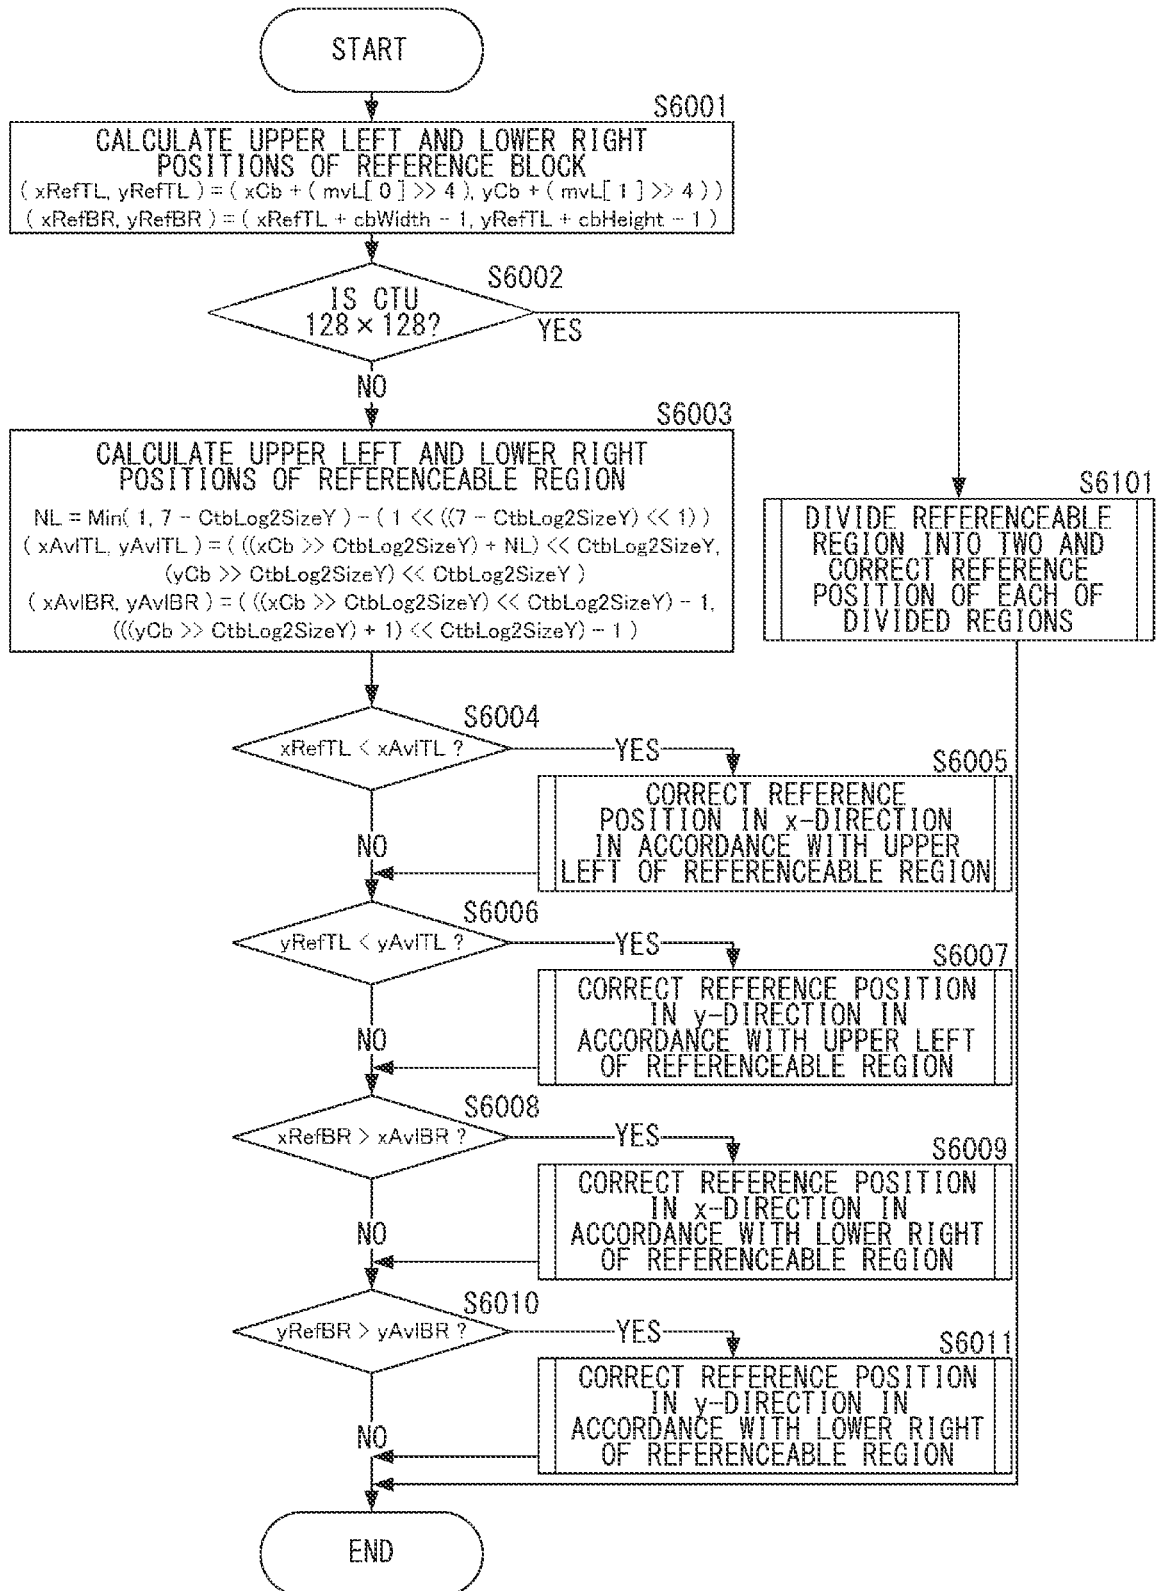 START
S6001
CALCULATE UPPER LEFT AND LOWER RIGHT
POSITIONS OF REFERENCE BLOCK
( xRefTL, yRefTL ) = ( xCb + ( mvL[ 0 ] >> 4 ), yCb + ( mvL[ 1 ] >> 4 ) )
( xRefBR, yRefBR ) = ( xRefTL + cbWidth - 1, yRefTL + cbHeight - 1 )
S6002
IS CTU
128 × 128?
YES
NO
S6003
CALCULATE UPPER LEFT AND LOWER RIGHT
POSITIONS OF REFERENCEABLE REGION
NL = Min( 1, 7 - CtbLog2SizeY ) - ( 1 << ((7 - CtbLog2SizeY) << 1) )
( xAvlTL, yAvlTL ) = ( ((xCb >> CtbLog2SizeY) + NL) << CtbLog2SizeY,
(yCb >> CtbLog2SizeY) << CtbLog2SizeY )
( xAvlBR, yAvlBR ) = ( ((xCb >> CtbLog2SizeY) << CtbLog2SizeY) - 1,
(((yCb >> CtbLog2SizeY) + 1) << CtbLog2SizeY) - 1 )
S6101
DIVIDE REFERENCEABLE
REGION INTO TWO AND
CORRECT REFERENCE
POSITION OF EACH OF
DIVIDED REGIONS
S6004
xRefTL < xAvlTL ?
YES
NO
S6005
CORRECT REFERENCE
POSITION IN x-DIRECTION
IN ACCORDANCE WITH UPPER
LEFT OF REFERENCEABLE REGION
S6006
yRefTL < yAvlTL ?
YES
NO
S6007
CORRECT REFERENCE POSITION
IN y-DIRECTION IN
ACCORDANCE WITH UPPER LEFT
OF REFERENCEABLE REGION
S6008
xRefBR > xAvlBR ?
YES
NO
S6009
CORRECT REFERENCE POSITION
IN x-DIRECTION IN
ACCORDANCE WITH LOWER RIGHT
OF REFERENCEABLE REGION
S6010
yRefBR > yAvlBR ?
YES
NO
S6011
CORRECT REFERENCE POSITION
IN y-DIRECTION IN
ACCORDANCE WITH LOWER RIGHT
OF REFERENCEABLE REGION
END